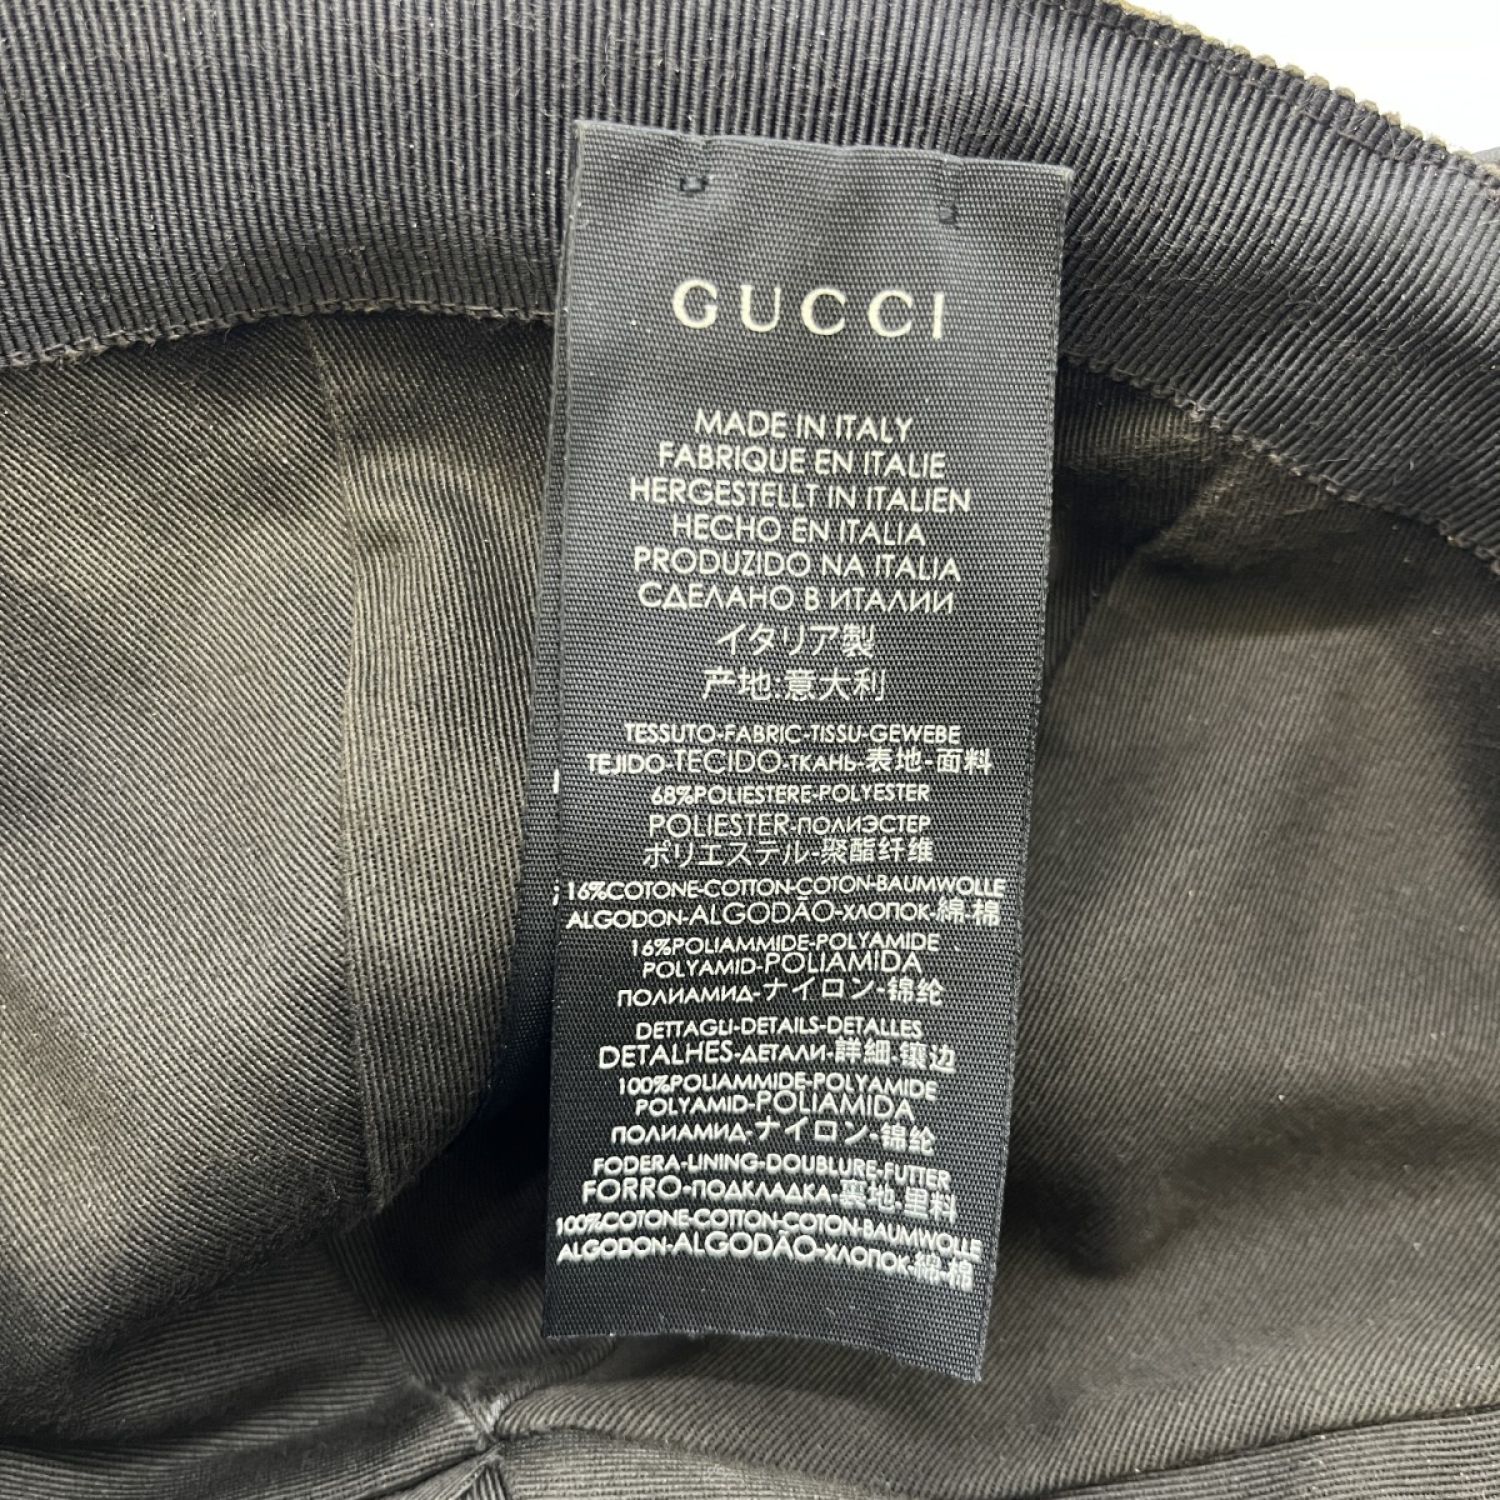 GUCCI
MADE IN ITALY
FABRIQUE EN ITALIE
HERGESTELLT IN ITALIEN
HECHO EN ITALIA
PRODUZIDO NA ITALIA
СДЕЛАНО В ИТАЛИИ
イタリア製
产地:意大利
TESSUTO-FABRIC-TISSU-GEWEBE
TEJIDO-TECIDO-ТКАНЬ-表地-面料
68%POLIESTERE-POLYESTER
POLIESTER-ПОЛИЭСТЕР
ポリエステル-聚酯纤维
16%COTONE-COTTON-COTON-BAUMWOLLE
ALGODON-ALGODÃO-ХЛОПОК-綿-棉
16%POLIAMMIDE-POLYAMIDE
POLYAMID-POLIAMIDA
ПОЛИАМИД-ナイロン-锦纶
DETTAGLI-DETAILS-DETALLES
DETALHES-ДЕТАЛИ-詳細-镶边
100%POLIAMMIDE-POLYAMIDE
POLYAMID-POLIAMIDA
ПОЛИАМИД-ナイロン-锦纶
FODERA-LINING-DOUBLURE-FUTTER
FORRO-ПОДКЛАДКА-裏地-里料
100%COTONE-COTTON-COTON-BAUMWOLLE
ALGODON-ALGODÃO-ХЛОПОК-綿-棉